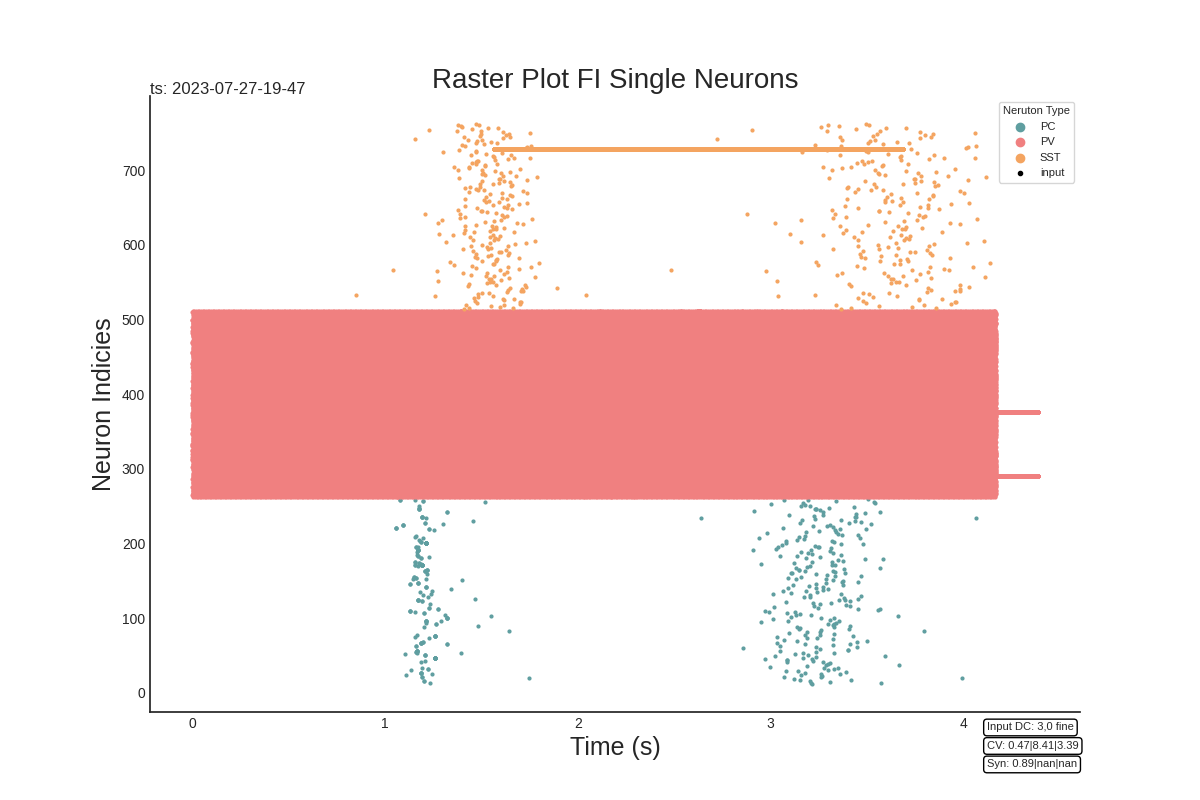 Raster Plot FI Single Neurons
ts: 2023-07-27-19-47
Neruton Type
PC
PV
SST
input
Neuron Indicies
700
600
500
400
300
200
100
0
0 1 2 3 4
Time (s)
Input DC: 3,0 fine
CV: 0.47|8.41|3.39
Syn: 0.89|nan|nan